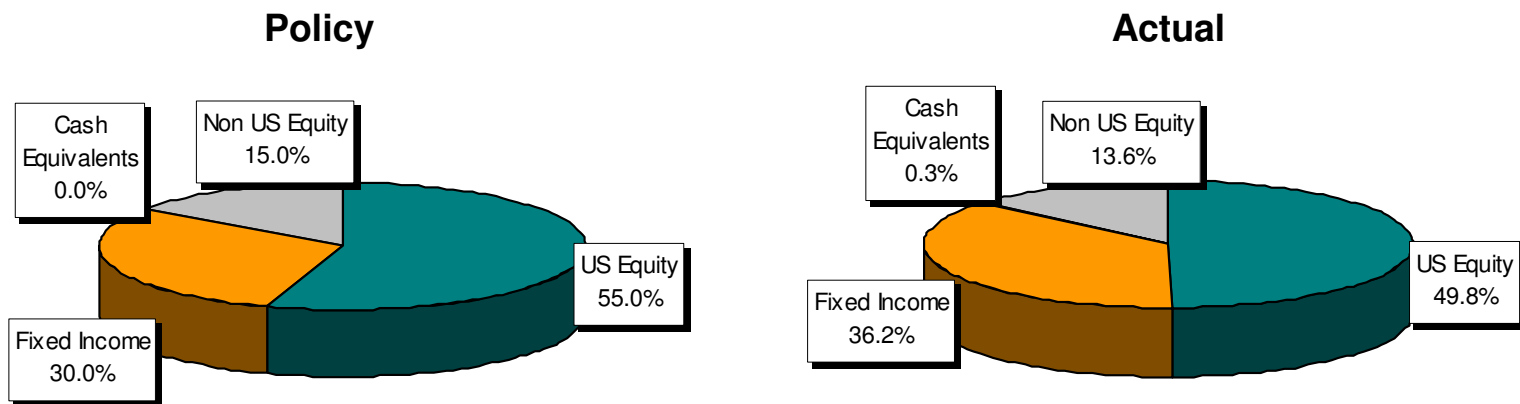 Policy
Cash
Equivalents
0.0%
Non US Equity
15.0%
US Equity
55.0%
Fixed Income
30.0%
Actual
Cash
Equivalents
0.3%
Non US Equity
13.6%
US Equity
49.8%
Fixed Income
36.2%